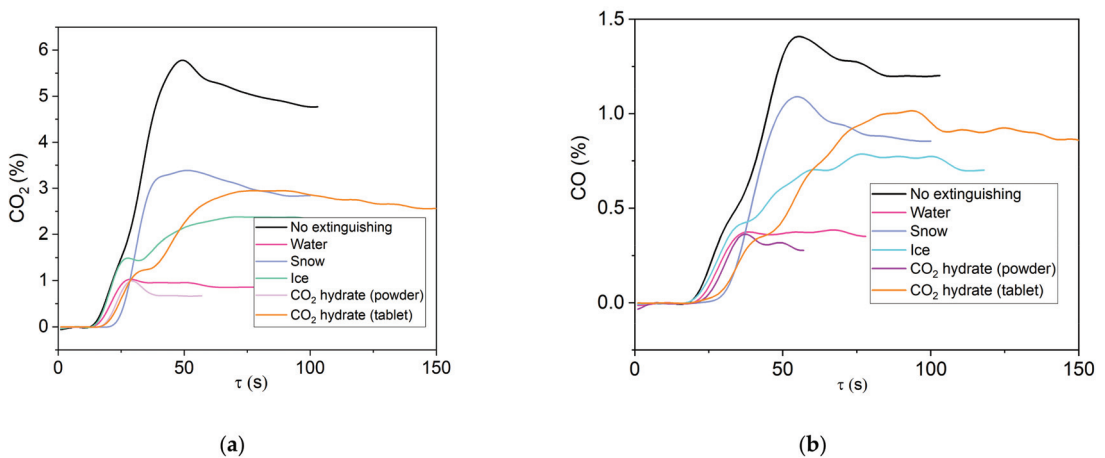 CO2 (%)
6
5
4
3
2
1
0
0
50
100
150
τ (s)
No extinguishing
Water
Snow
Ice
CO2 hydrate (powder)
CO2 hydrate (tablet)
(a)
CO (%)
1.5
1.0
0.5
0.0
0
50
100
150
τ (s)
No extinguishing
Water
Snow
Ice
CO2 hydrate (powder)
CO2 hydrate (tablet)
(b)